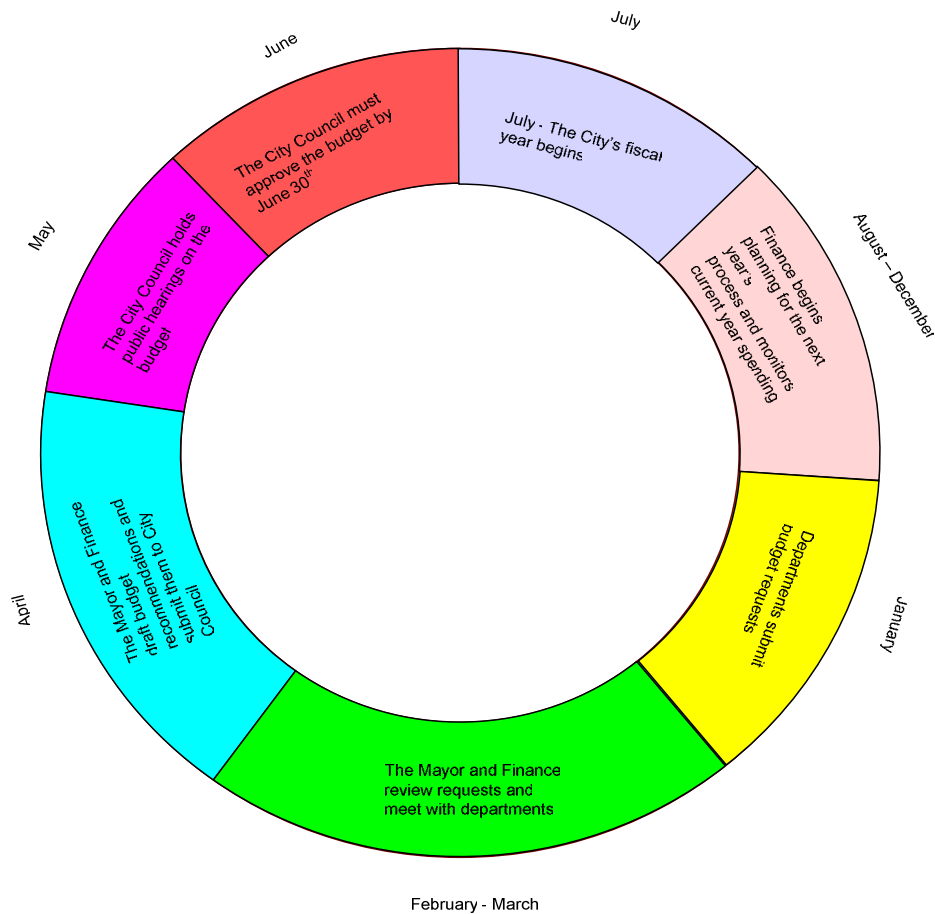 July
July - The City's fiscal
year begins
August – December
Finance begins
planning for the next
year's
process and monitors
current year spending
January
Departments submit
budget requests
February - March
The Mayor and Finance
review requests and
meet with departments
April
The Mayor and Finance
draft budget
recommendations and
submit them to City
Council
May
The City Council holds
public hearings on the
budget
June
The City Council must
approve the budget by
June 30th